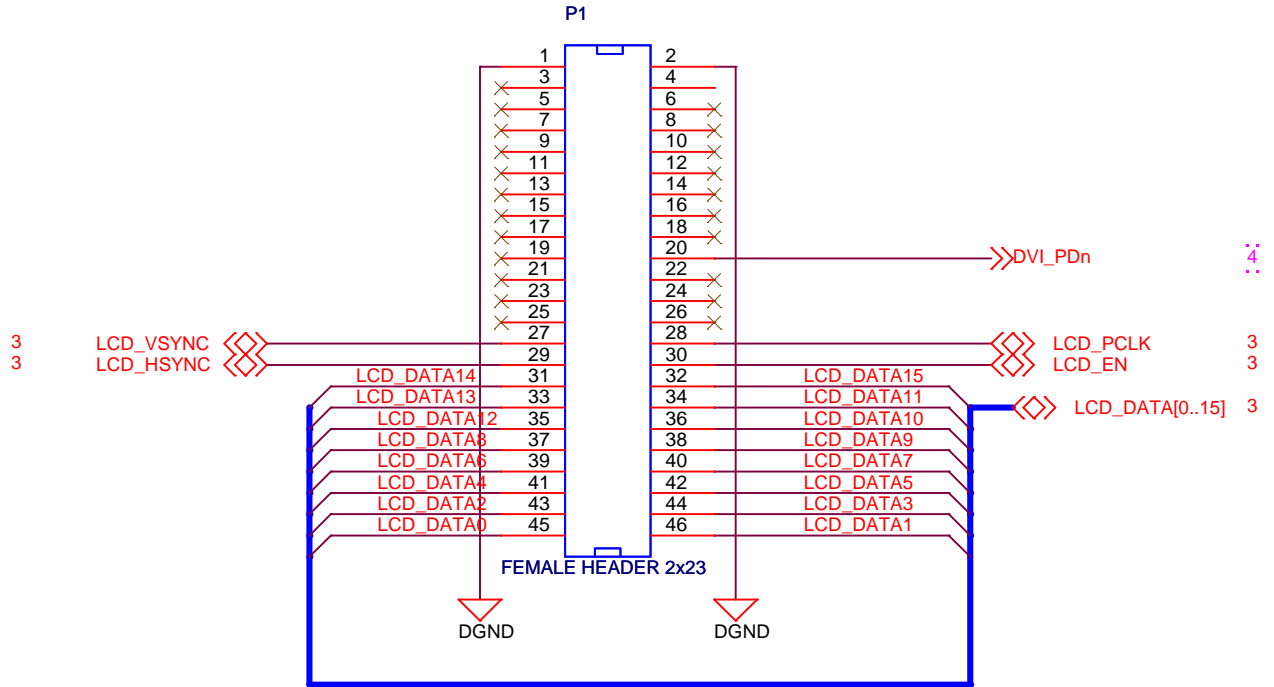 P1
1 2
3 4
5 6
7 8
9 10
11 12
13 14
15 16
17 18
19 20 DVI_PDn 4
21 22
23 24
25 26
3 LCD_VSYNC 27 28 LCD_PCLK 3
3 LCD_HSYNC 29 30 LCD_EN 3
LCD_DATA14 31 32 LCD_DATA15
LCD_DATA13 33 34 LCD_DATA11 LCD_DATA[0..15] 3
LCD_DATA12 35 36 LCD_DATA10
LCD_DATA8 37 38 LCD_DATA9
LCD_DATA6 39 40 LCD_DATA7
LCD_DATA4 41 42 LCD_DATA5
LCD_DATA2 43 44 LCD_DATA3
LCD_DATA0 45 46 LCD_DATA1
FEMALE HEADER 2x23
DGND DGND